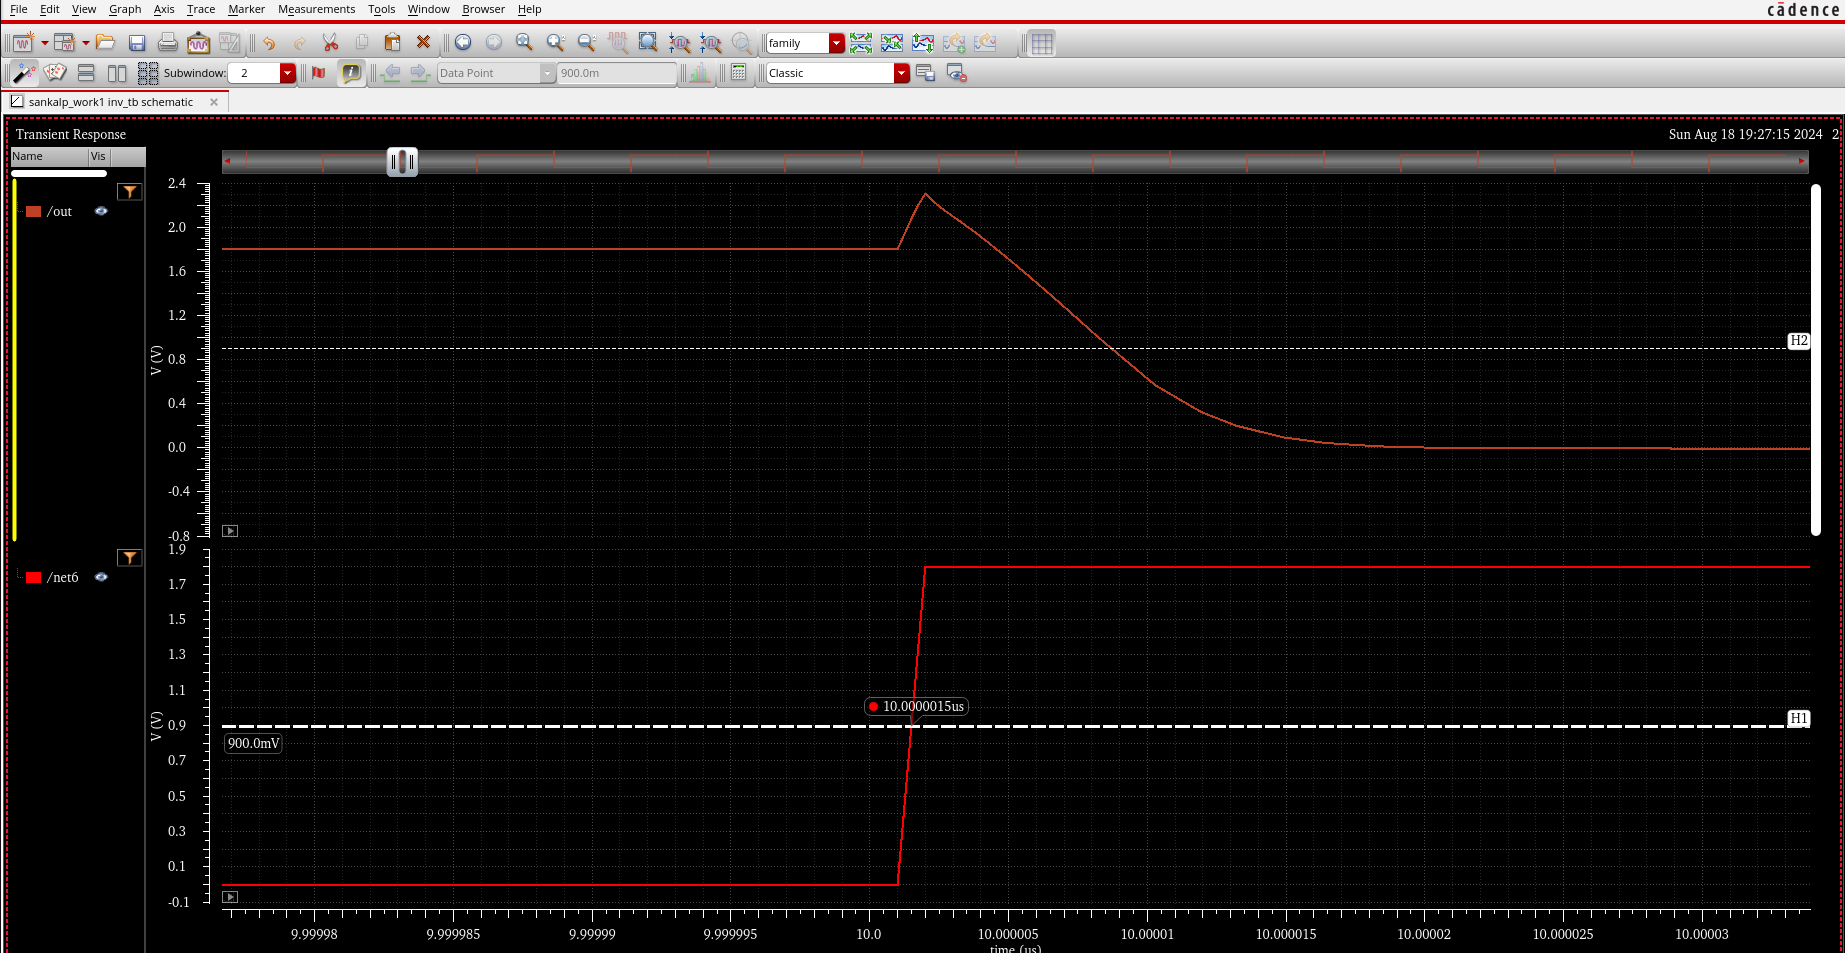 File Edit View Graph Axis Trace Marker Measurements Tools Window Browser Help
cādence
family
Subwindow: 2 Data Point 900.0m Classic
sankalp_work1 inv_tb schematic
Transient Response Sun Aug 18 19:27:15 2024 2
Name Vis
/out
2.4
2.0
1.6
1.2
H2
V (V)
0.8
0.4
0.0
-0.4
-0.8
/net6
1.9
1.7
1.5
1.3
1.1
10.0000015us
V (V)
0.9
H1
900.0mV
0.7
0.5
0.3
0.1
-0.1
9.99998 9.999985 9.99999 9.999995 10.0 10.000005 10.00001 10.000015 10.00002 10.000025 10.00003
time (us)